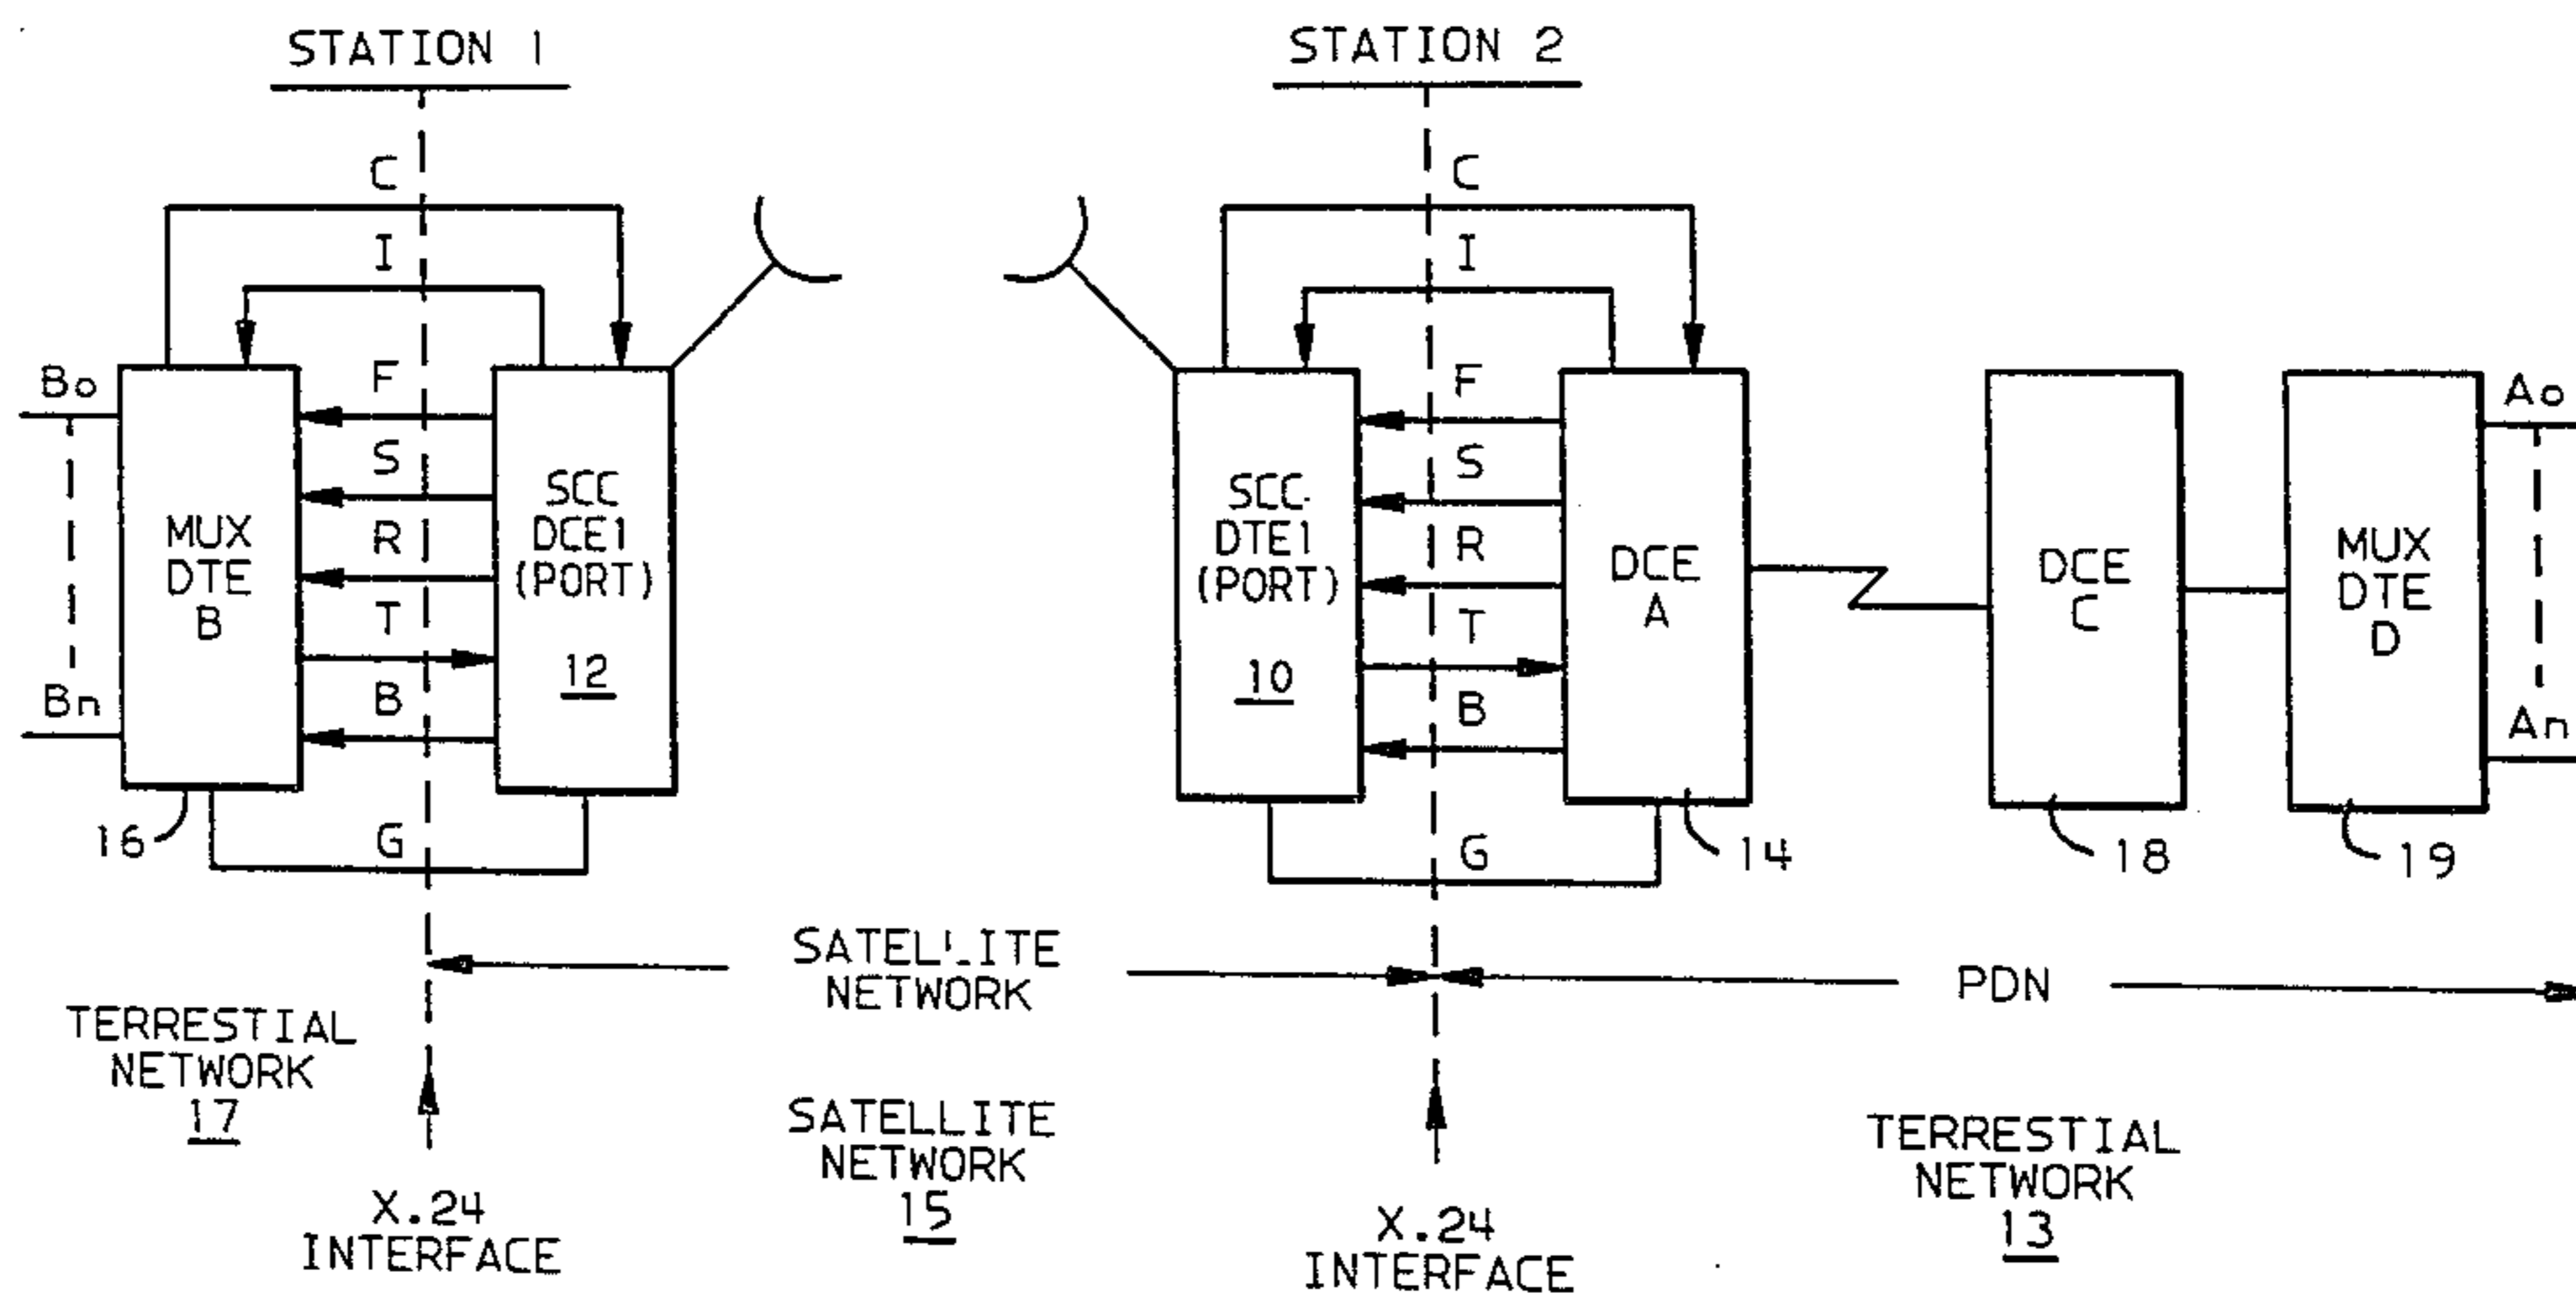 STATION 1
STATION 2
C
I
F
S
R
T
B
G
Bo
Bn
MUX
DTE
B
16
SCC
DCE1
(PORT)
12
C
I
F
S
R
T
B
G
SCC
DTE1
(PORT)
10
DCE
A
14
DCE
C
18
MUX
DTE
D
19
Ao
An
SATELLITE
NETWORK
PDN
TERRESTIAL
NETWORK
17
SATELLITE
NETWORK
15
TERRESTIAL
NETWORK
13
X.24
INTERFACE
X.24
INTERFACE